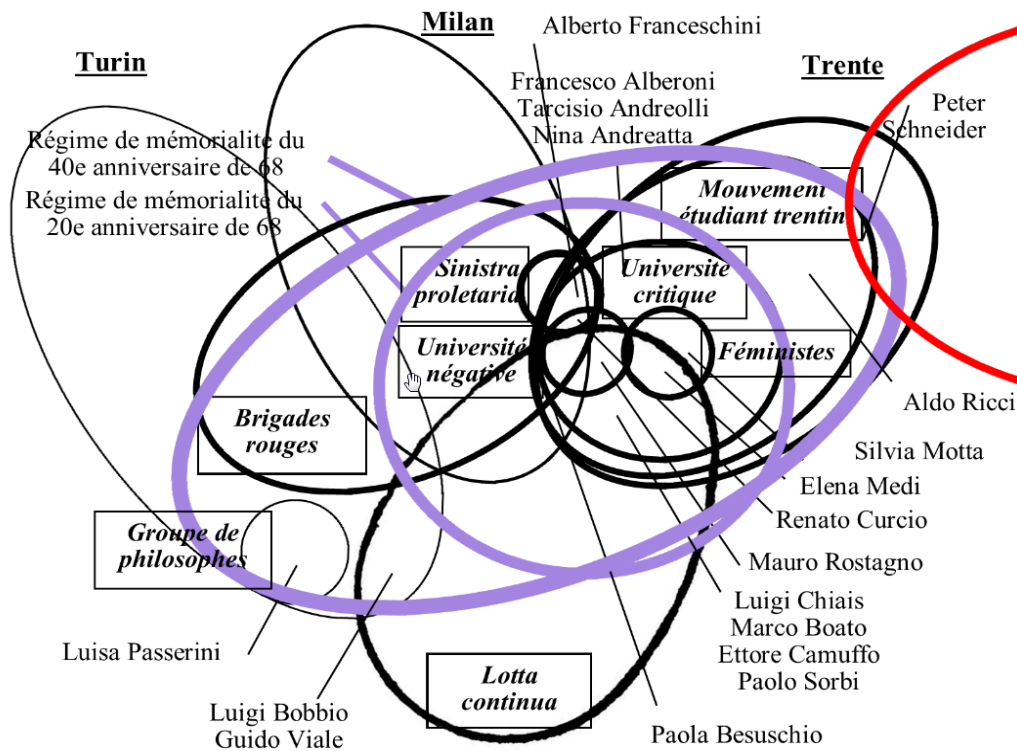 Milan
Alberto Franceschini
Turin
Trente
Francesco Alberoni
Tarcisio Andreolli
Nina Andreatta
Peter
Schneider
Régime de mémorialité du
40e anniversaire de 68
Régime de mémorialité du
20e anniversaire de 68
Mouvement
étudiant trentin
Sinistra
proletaria
Université
critique
Université
négative
Féministes
Brigades
rouges
Aldo Ricci
Silvia Motta
Elena Medi
Renato Curcio
Groupe de
philosophes
Mauro Rostagno
Luisa Passerini
Luigi Chiais
Marco Boato
Ettore Camuffo
Paolo Sorbi
Lotta
continua
Luigi Bobbio
Guido Viale
Paola Besuschio